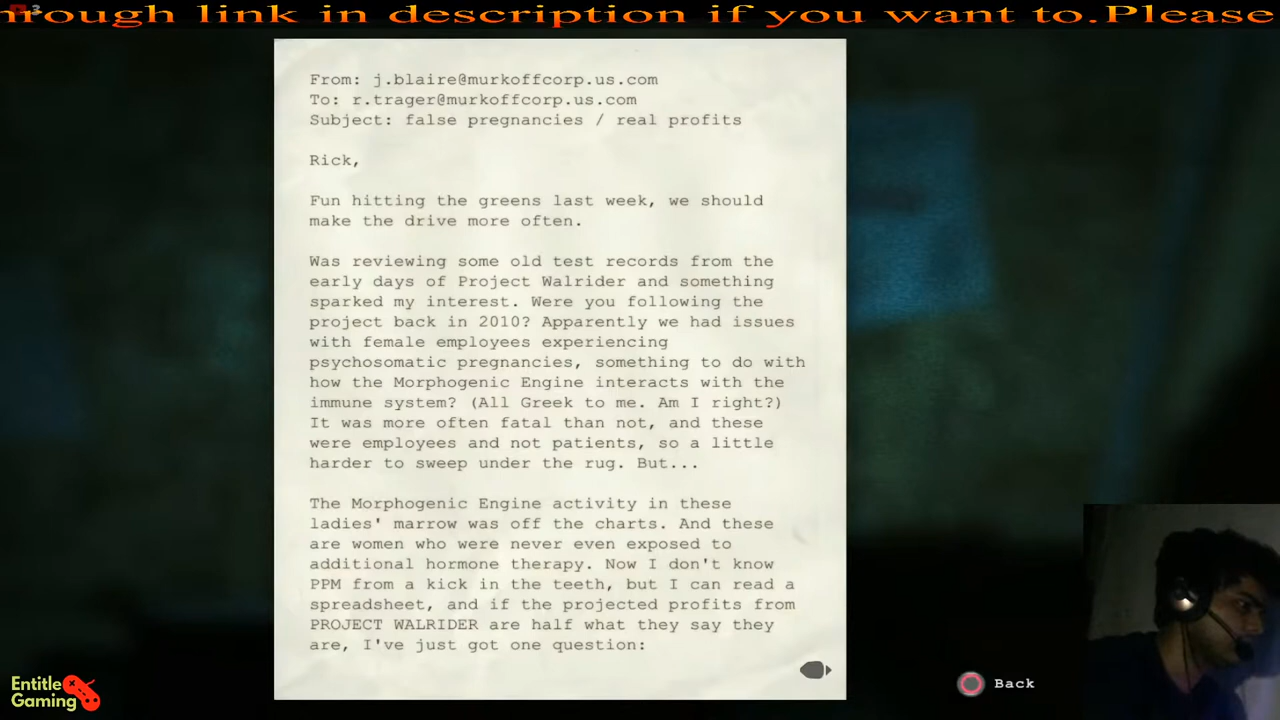 hrough link in description if you want to.Please
From: j.blaire@murkoffcorp.us.com
To: r.trager@murkoffcorp.us.com
Subject: false pregnancies / real profits
Rick,
Fun hitting the greens last week, we should
make the drive more often.
Was reviewing some old test records from the
early days of Project Walrider and something
sparked my interest. Were you following the
project back in 2010? Apparently we had issues
with female employees experiencing
psychosomatic pregnancies, something to do with
how the Morphogenic Engine interacts with the
immune system? (All Greek to me. Am I right?)
It was more often fatal than not, and these
were employees and not patients, so a little
harder to sweep under the rug. But...
The Morphogenic Engine activity in these
ladies' marrow was off the charts. And these
are women who were never even exposed to
additional hormone therapy. Now I don't know
PPM from a kick in the teeth, but I can read a
spreadsheet, and if the projected profits from
PROJECT WALRIDER are half what they say they
are, I've just got one question:
Back
Entitle
Gaming